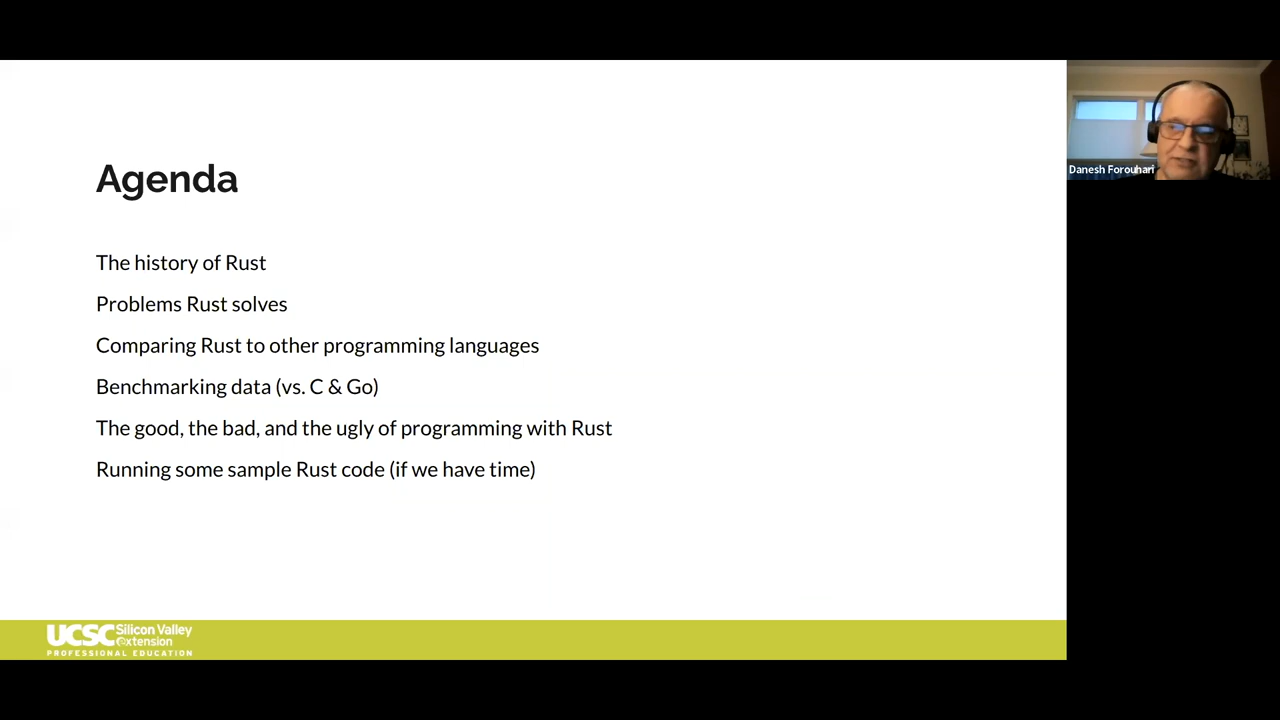 Agenda
The history of Rust
Problems Rust solves
Comparing Rust to other programming languages
Benchmarking data (vs. C & Go)
The good, the bad, and the ugly of programming with Rust
Running some sample Rust code (if we have time)
Danesh Forouhari
UCSC Silicon Valley
extension
PROFESSIONAL EDUCATION